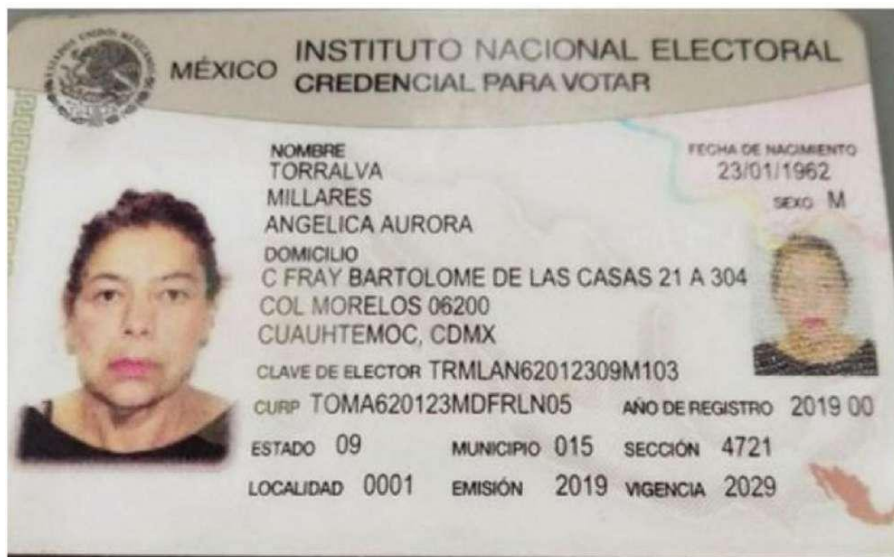 MÉXICO
INSTITUTO NACIONAL ELECTORAL
CREDENCIAL PARA VOTAR
NOMBRE
TORRALVA
MILLARES
ANGELICA AURORA
FECHA DE NACIMIENTO
23/01/1962
SEXO M
DOMICILIO
C FRAY BARTOLOME DE LAS CASAS 21 A 304
COL MORELOS 06200
CUAUHTEMOC, CDMX
CLAVE DE ELECTOR TRMLAN62012309M103
CURP TOMA620123MDFRLN05 AÑO DE REGISTRO 2019 00
ESTADO 09 MUNICIPIO 015 SECCIÓN 4721
LOCALIDAD 0001 EMISIÓN 2019 VIGENCIA 2029